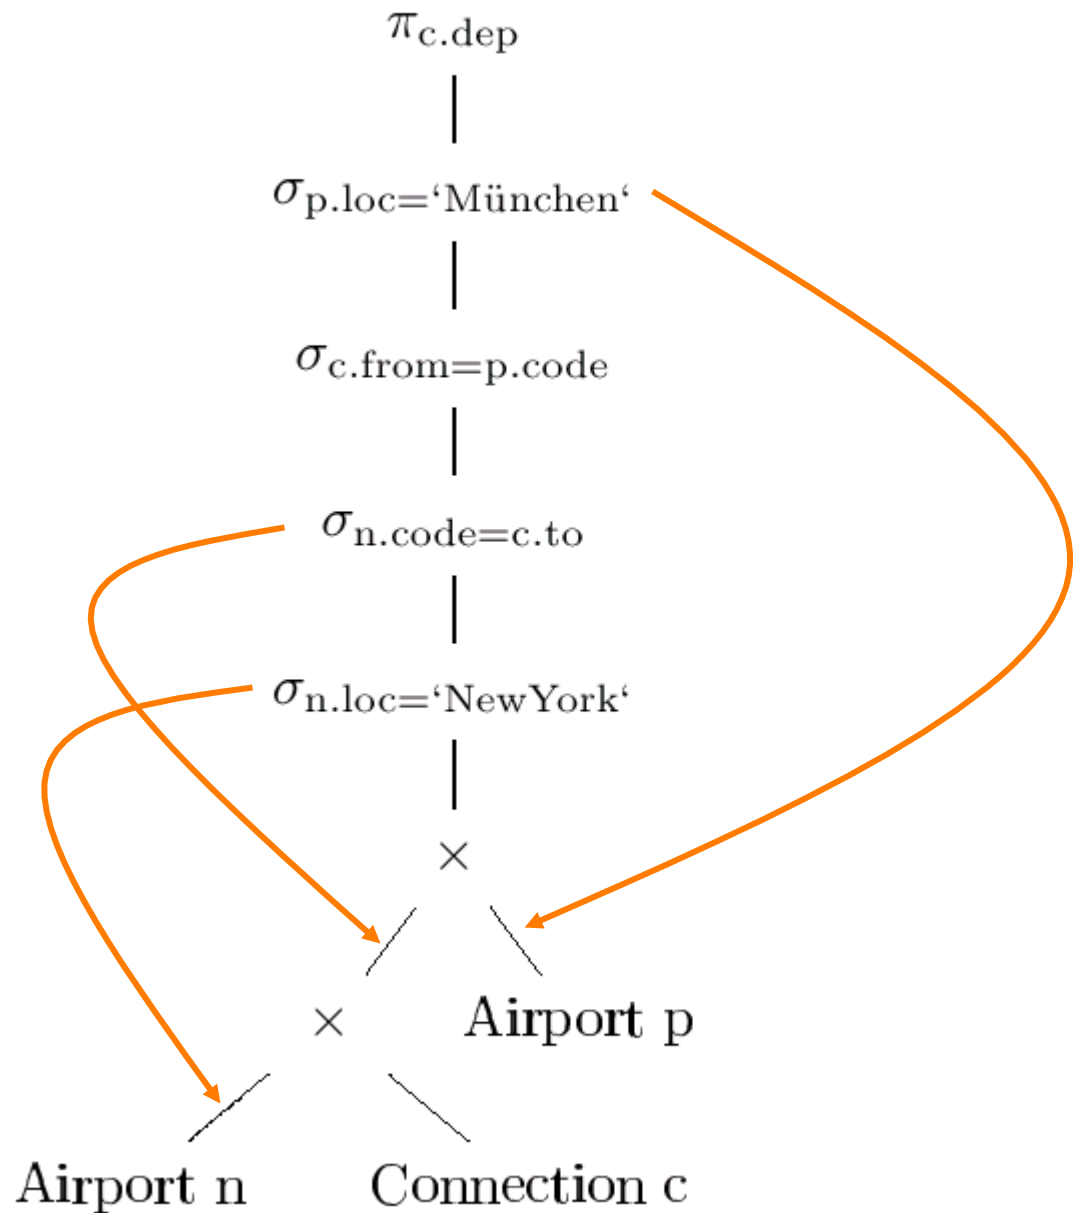 πc.dep
σp.loc=‘München‘
σc.from=p.code
σn.code=c.to
σn.loc=‘NewYork‘
×
× Airport p
Airport n Connection c